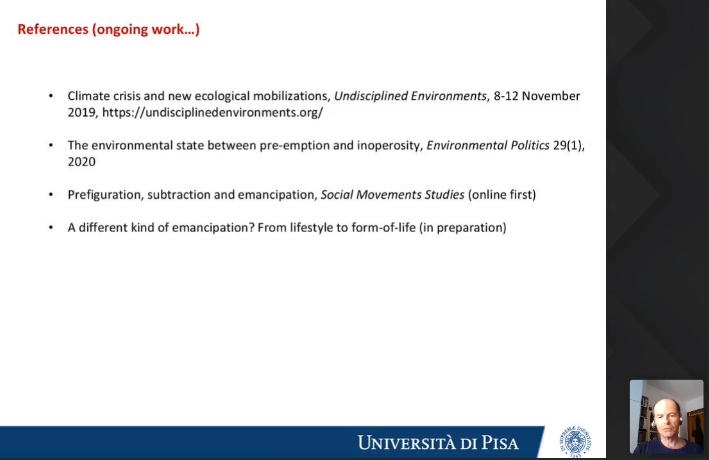 References (ongoing work…)
• Climate crisis and new ecological mobilizations, Undisciplined Environments, 8-12 November
2019, https://undisciplinedenvironments.org/
• The environmental state between pre-emption and inoperosity, Environmental Politics 29(1),
2020
• Prefiguration, subtraction and emancipation, Social Movements Studies (online first)
• A different kind of emancipation? From lifestyle to form-of-life (in preparation)
UNIVERSITÀ DI PISA